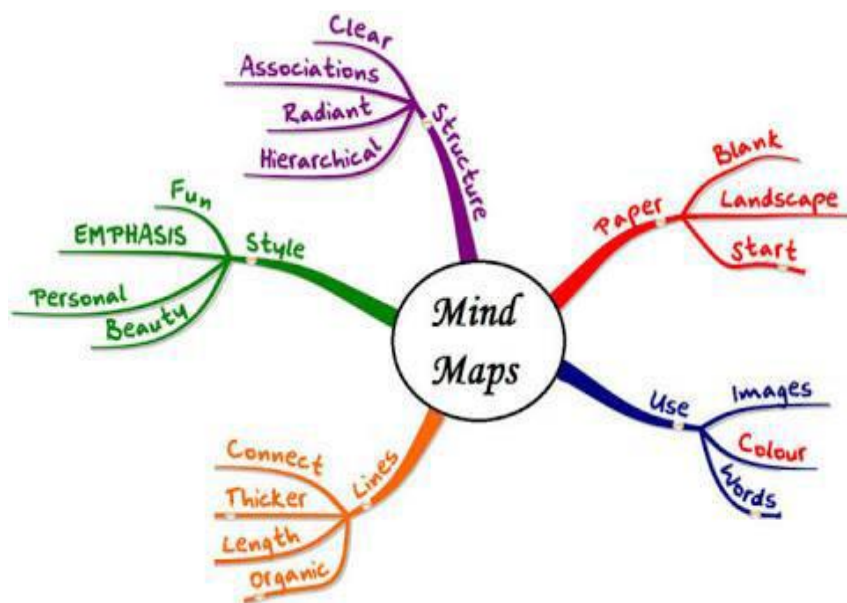 Mind
Maps
Paper
Blank
Landscape
Start
Use
Images
Colour
Words
Lines
Connect
Thicker
Length
Organic
Style
Fun
EMPHASIS
Personal
Beauty
Structure
Clear
Associations
Radiant
Hierarchical